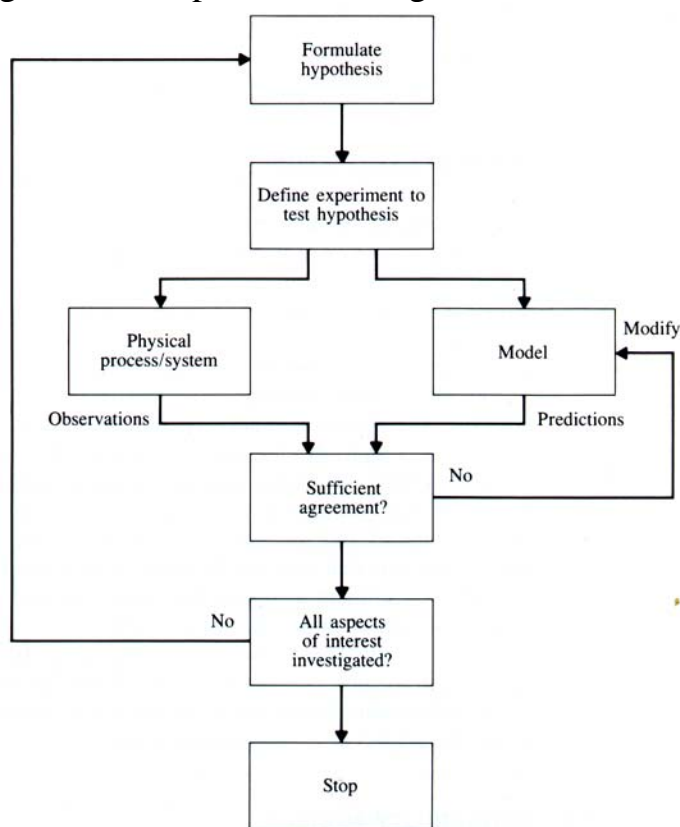 Formulate
hypothesis
Define experiment to
test hypothesis
Physical
process/system
Model
Modify
Observations
Predictions
Sufficient
agreement?
No
No
All aspects
of interest
investigated?
Stop